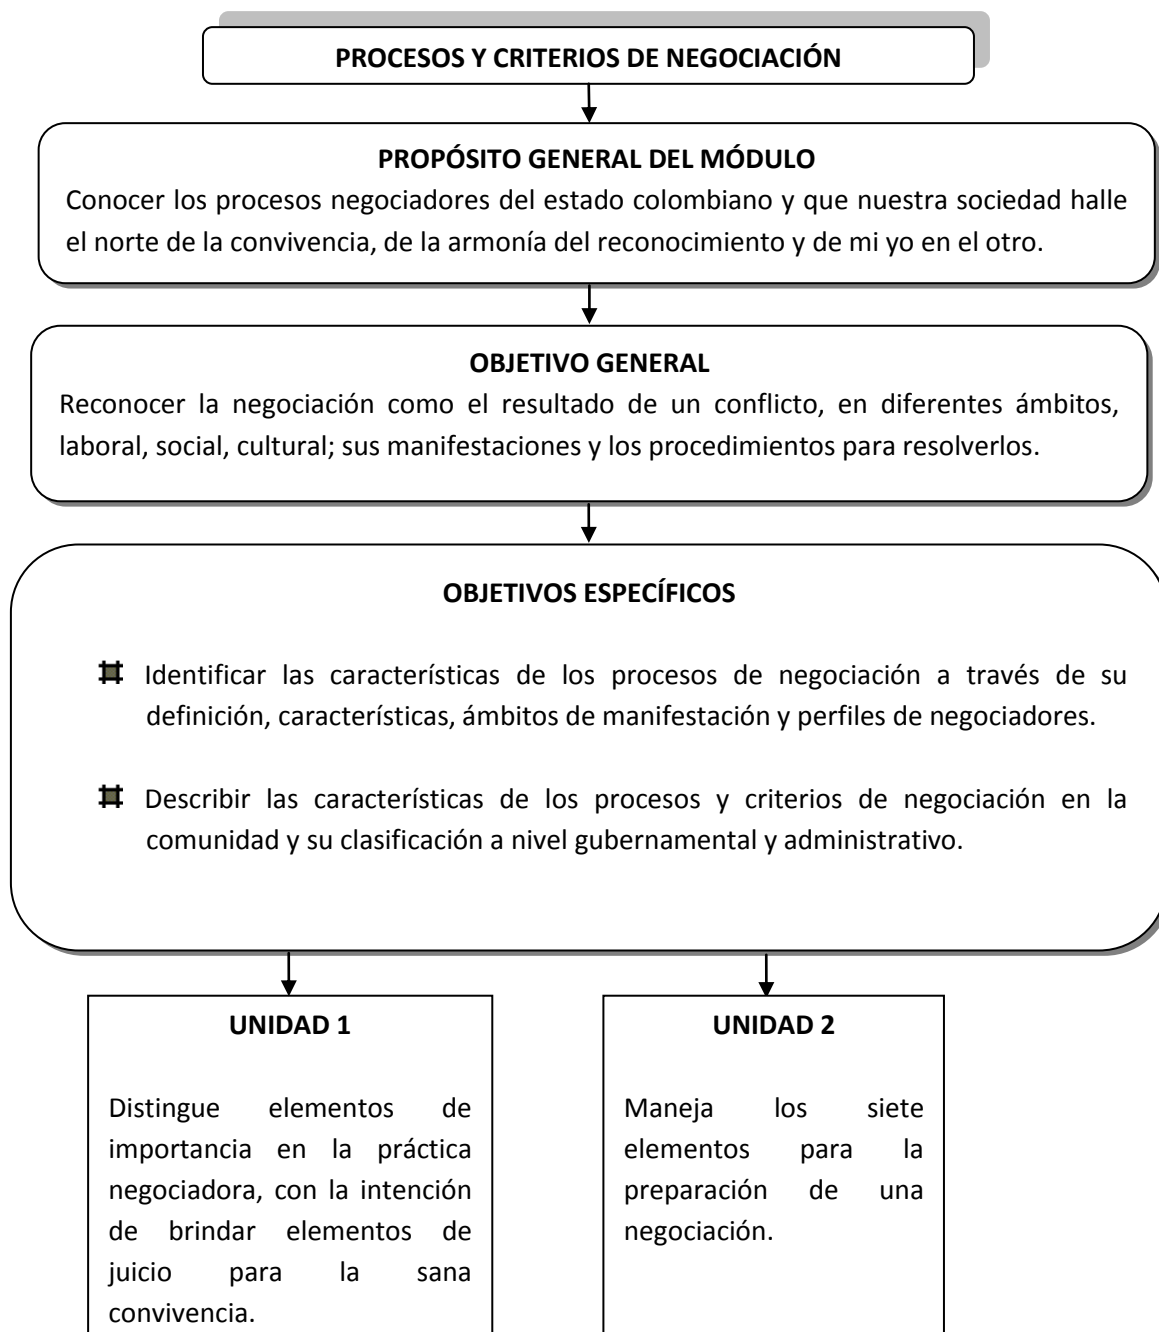 PROCESOS Y CRITERIOS DE NEGOCIACIÓN
PROPÓSITO GENERAL DEL MÓDULO
Conocer los procesos negociadores del estado colombiano y que nuestra sociedad halle
el norte de la convivencia, de la armonía del reconocimiento y de mi yo en el otro.
OBJETIVO GENERAL
Reconocer la negociación como el resultado de un conflicto, en diferentes ámbitos,
laboral, social, cultural; sus manifestaciones y los procedimientos para resolverlos.
OBJETIVOS ESPECÍFICOS
Identificar las características de los procesos de negociación a través de su
definición, características, ámbitos de manifestación y perfiles de negociadores.
Describir las características de los procesos y criterios de negociación en la
comunidad y su clasificación a nivel gubernamental y administrativo.
UNIDAD 1
Distingue elementos de
importancia en la práctica
negociadora, con la intención
de brindar elementos de
juicio para la sana
convivencia.
UNIDAD 2
Maneja los siete
elementos para la
preparación de una
negociación.